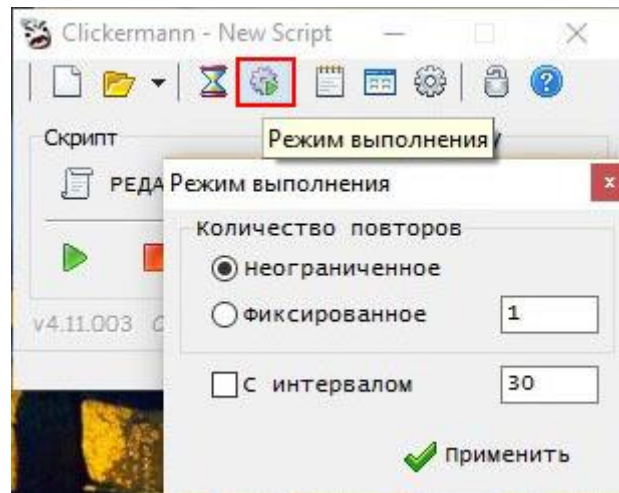 Clickermann - New Script
Скрипт
Режим выполнения
РЕДА
Режим выполнения
x
Количество повторов
Неограниченное
Фиксированное 1
v4.11.003
С интервалом 30
Применить